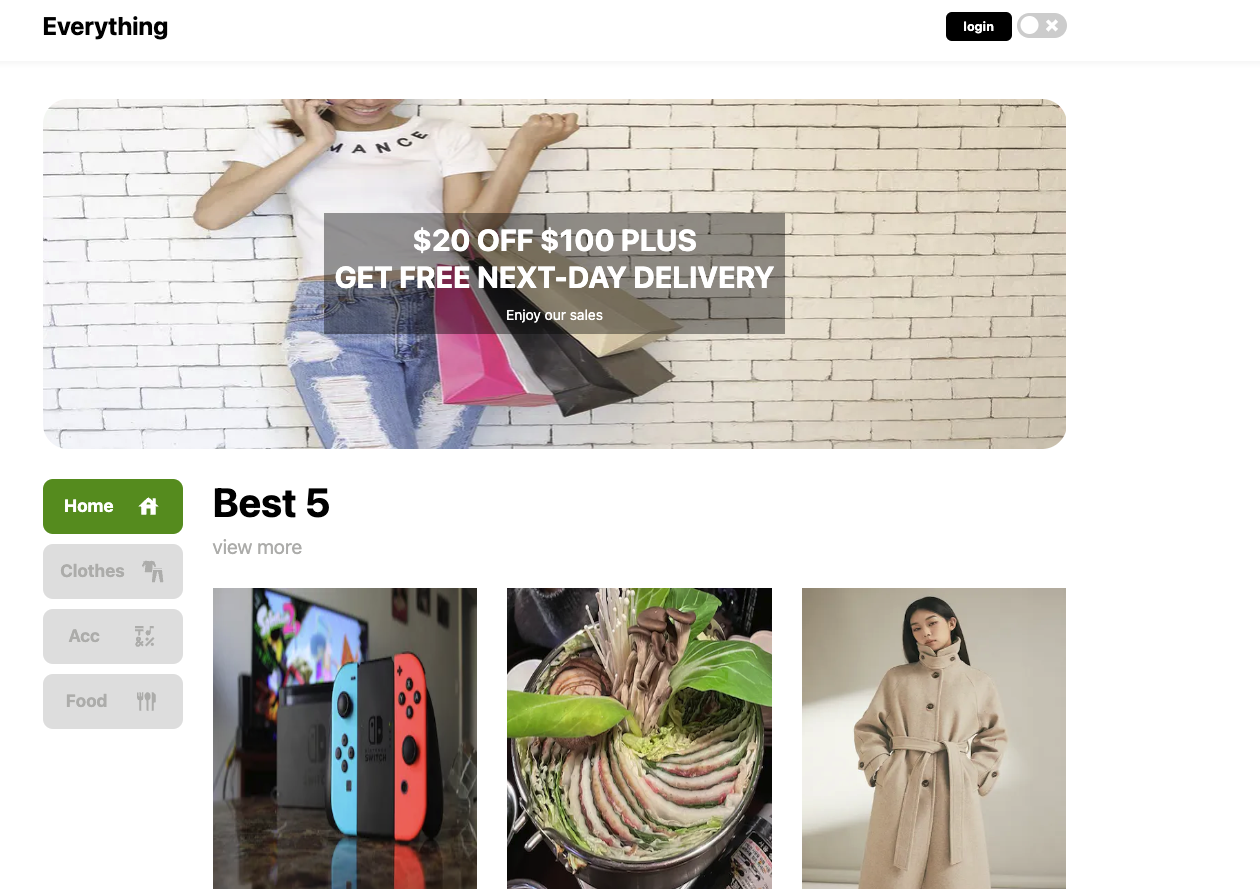 Everything
login
MANCE
$20 OFF $100 PLUS
GET FREE NEXT-DAY DELIVERY
Enjoy our sales
Home
Clothes
Acc
Food
Best 5
view more
NINTENDO
SWITCH